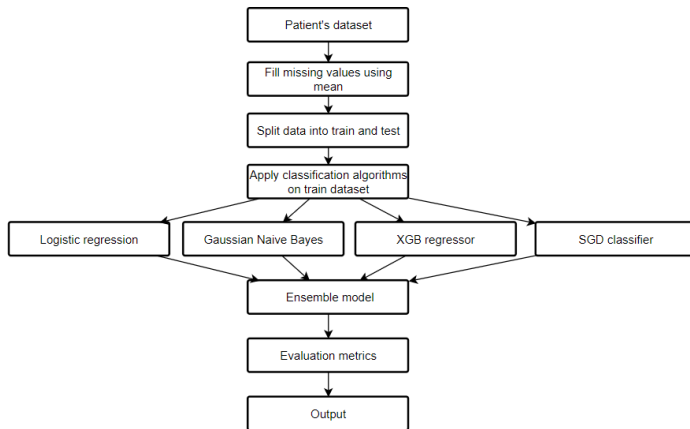 Patient's dataset
Fill missing values using
mean
Split data into train and test
Apply classification algorithms
on train dataset
Logistic regression
Gaussian Naive Bayes
XGB regressor
SGD classifier
Ensemble model
Evaluation metrics
Output